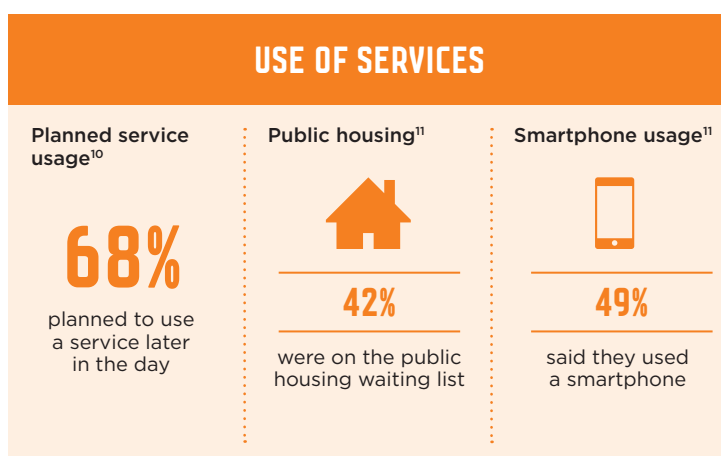 USE OF SERVICES
Planned service
usage¹⁰
68%
planned to use
a service later
in the day
Public housing¹¹
42%
were on the public
housing waiting list
Smartphone usage¹¹
49%
said they used
a smartphone